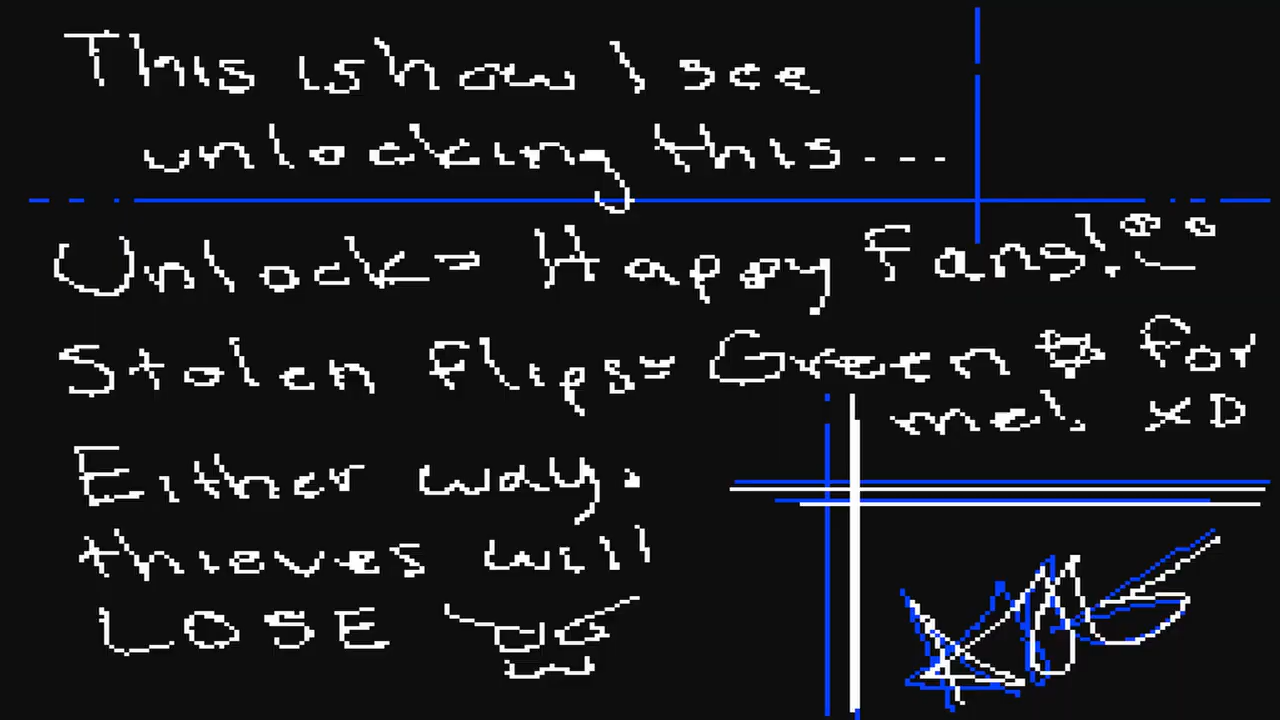 This is how I see
unlocking this...
Unlock= Happy Fans!
Stolen Flips= Green ☆ for
me! XD
Either way,
thieves will
LOSE